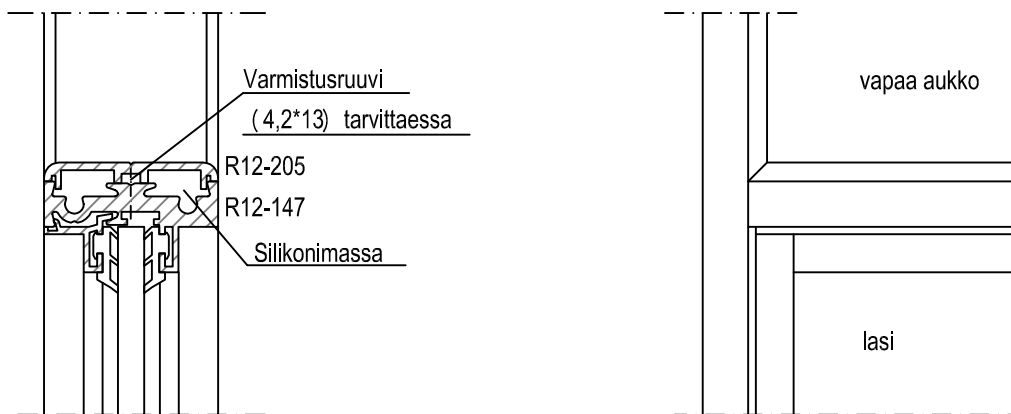 Varmistusruuvi
(4,2*13) tarvittaessa
R12-205
R12-147
Silikonimassa
vapaa aukko
lasi